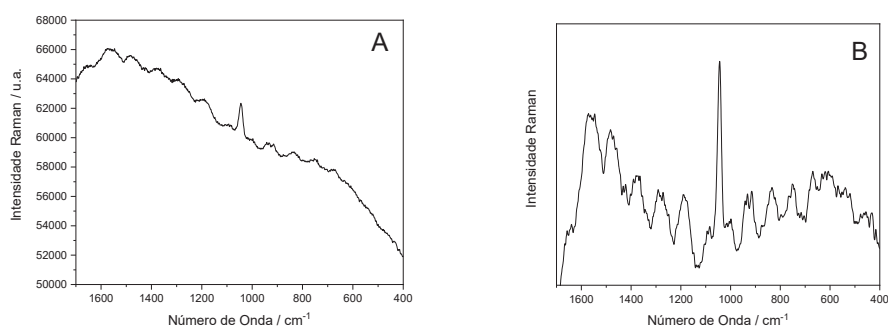 A
Intensidade Raman / u.a.
68000
66000
64000
62000
60000
58000
56000
54000
52000
50000
1600 1400 1200 1000 800 600 400
Número de Onda / cm-1
B
Intensidade Raman
1600 1400 1200 1000 800 600 400
Número de Onda / cm-1